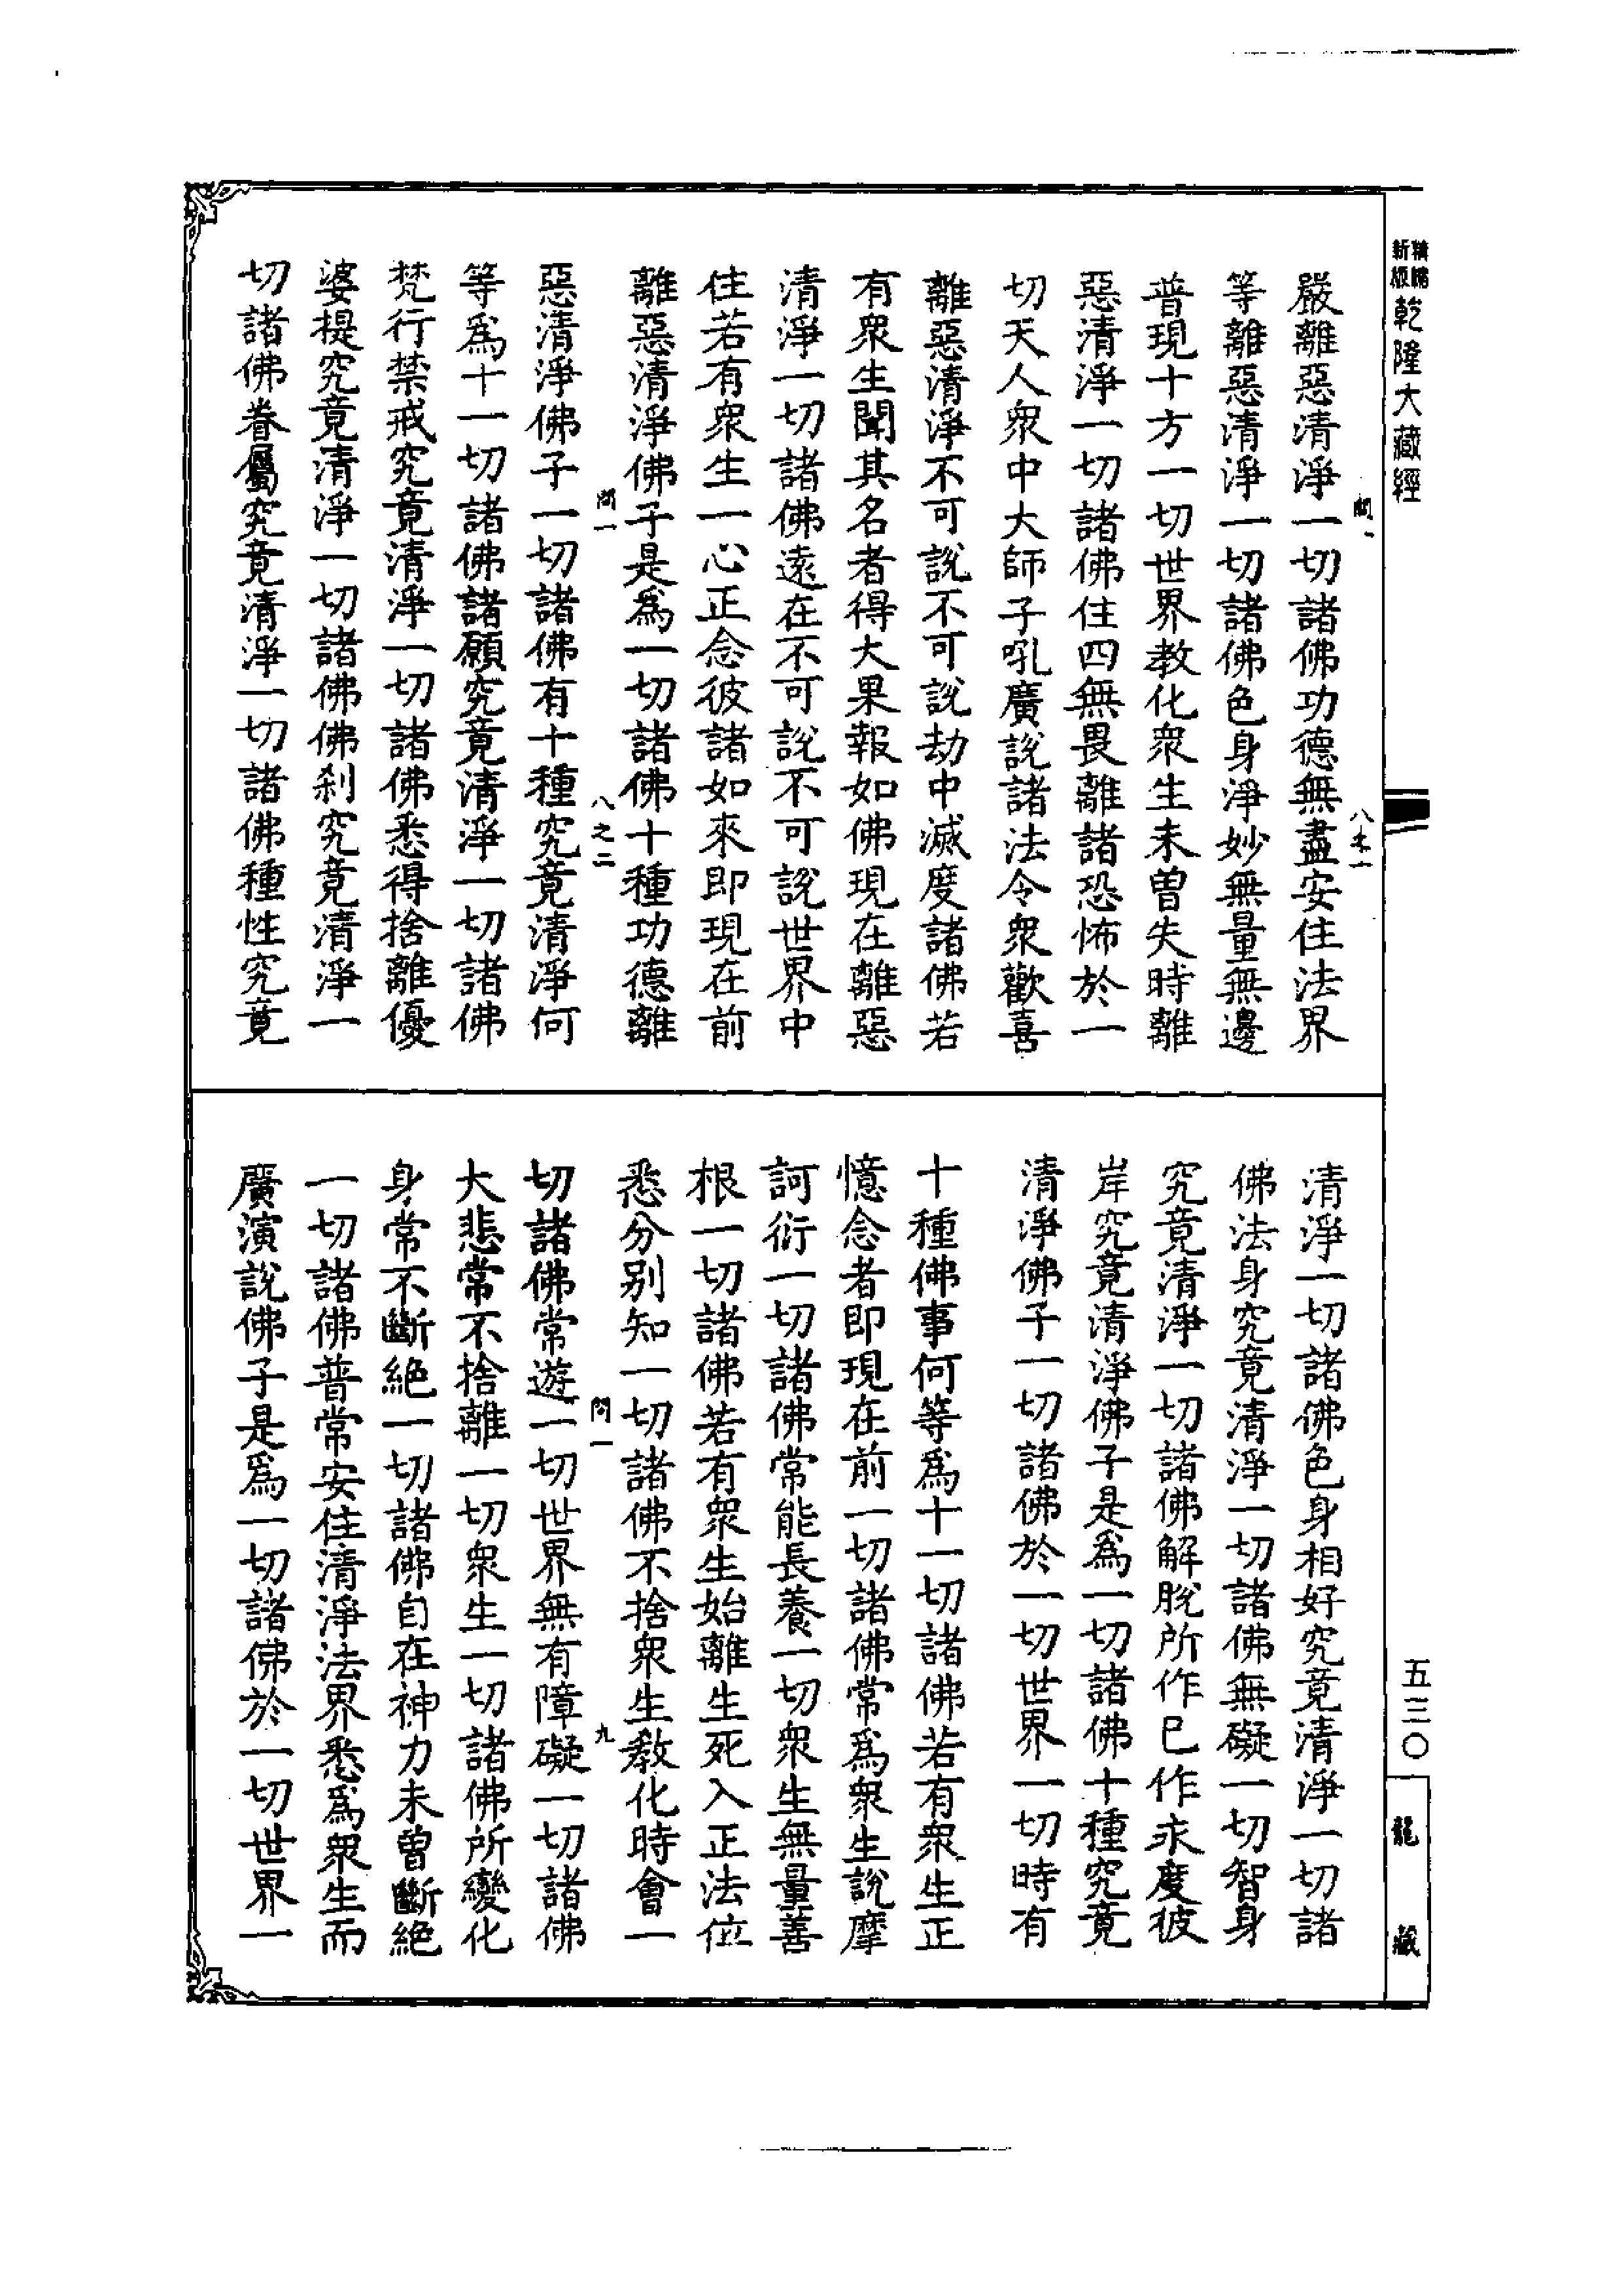 精縮
新版
乾隆大藏經
五三〇
龍藏
嚴離惡清淨一切諸佛功德無盡安住法界
等離惡清淨一切諸佛色身淨妙無量無邊
普現十方一切世界教化衆生未曾失時離
惡清淨一切諸佛住四無畏離諸恐怖於一
切天人衆中大師子吼廣說諸法令衆歡喜
離惡清淨不可說不可說劫中滅度諸佛若
有衆生聞其名者得大果報如佛現在離惡
清淨一切諸佛遠在不可說不可說世界中
住若有衆生一心正念彼諸如來即現在前
離惡清淨佛子是爲一切諸佛十種功德離
問一
八之二
惡清淨佛子一切諸佛有十種究竟清淨何
等爲十一切諸佛諸願究竟清淨一切諸佛
梵行禁戒究竟清淨一切諸佛悉得捨離優
婆提究竟清淨一切諸佛佛刹究竟清淨一
切諸佛眷屬究竟清淨一切諸佛種性究竟
清淨一切諸佛色身相好究竟清淨一切諸
佛法身究竟清淨一切諸佛無礙一切智身
究竟清淨一切諸佛解脫所作已作永度彼
岸究竟清淨佛子是爲一切諸佛十種究竟
清淨佛子一切諸佛於一切世界一切時有
十種佛事何等爲十一切諸佛若有衆生正
憶念者即現在前一切諸佛常爲衆生說摩
訶衍一切諸佛常能長養一切衆生無量善
根一切諸佛若有衆生始離生死入正法位
悉分别知一切諸佛不捨衆生教化時會一
問一
九
切諸佛常遊一切世界無有障礙一切諸佛
大悲常不捨離一切衆生一切諸佛所變化
身常不斷絕一切諸佛自在神力未曾斷絕
一切諸佛普常安住清淨法界悉爲衆生而
廣演說佛子是爲一切諸佛於一切世界一